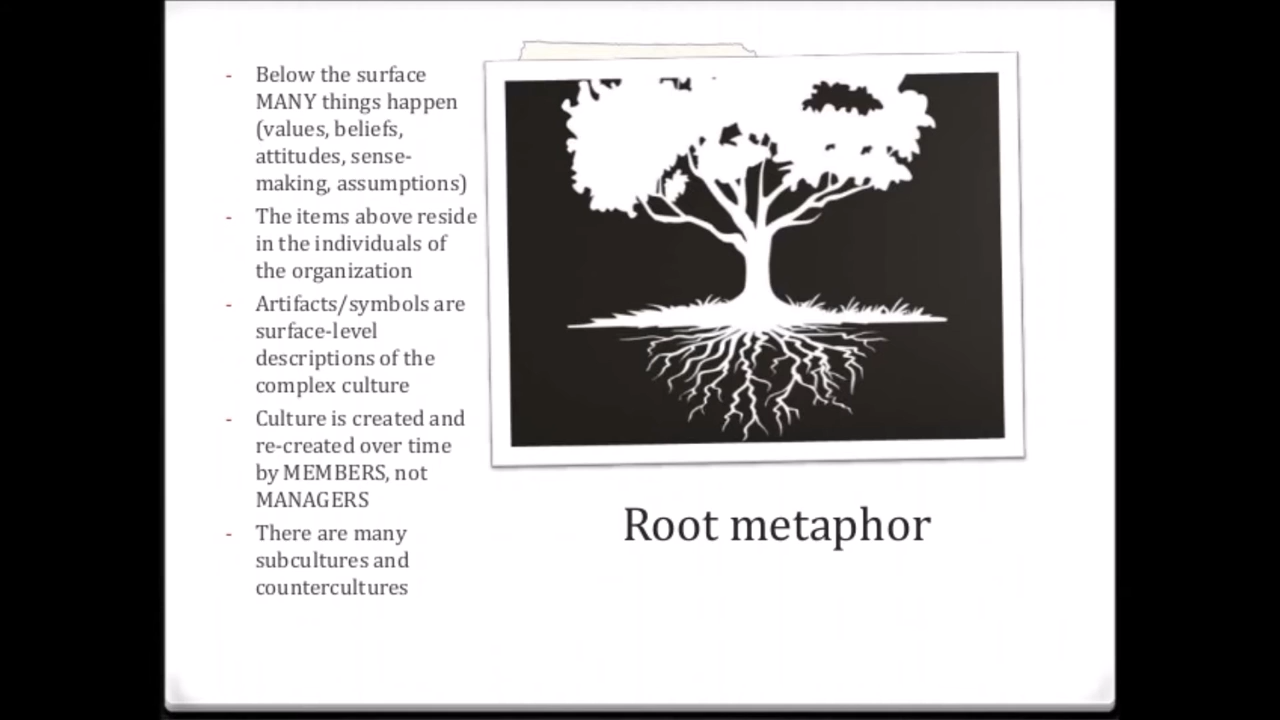 - Below the surface
MANY things happen
(values, beliefs,
attitudes, sense-
making, assumptions)
- The items above reside
in the individuals of
the organization
- Artifacts/symbols are
surface-level
descriptions of the
complex culture
- Culture is created and
re-created over time
by MEMBERS, not
MANAGERS
- There are many
subcultures and
countercultures
Root metaphor